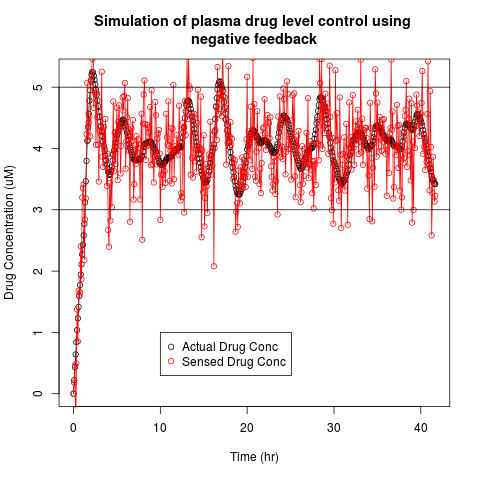 Simulation of plasma drug level control using
negative feedback
Drug Concentration (uM)
5
4
3
2
1
0
Actual Drug Conc
Sensed Drug Conc
0 10 20 30 40
Time (hr)